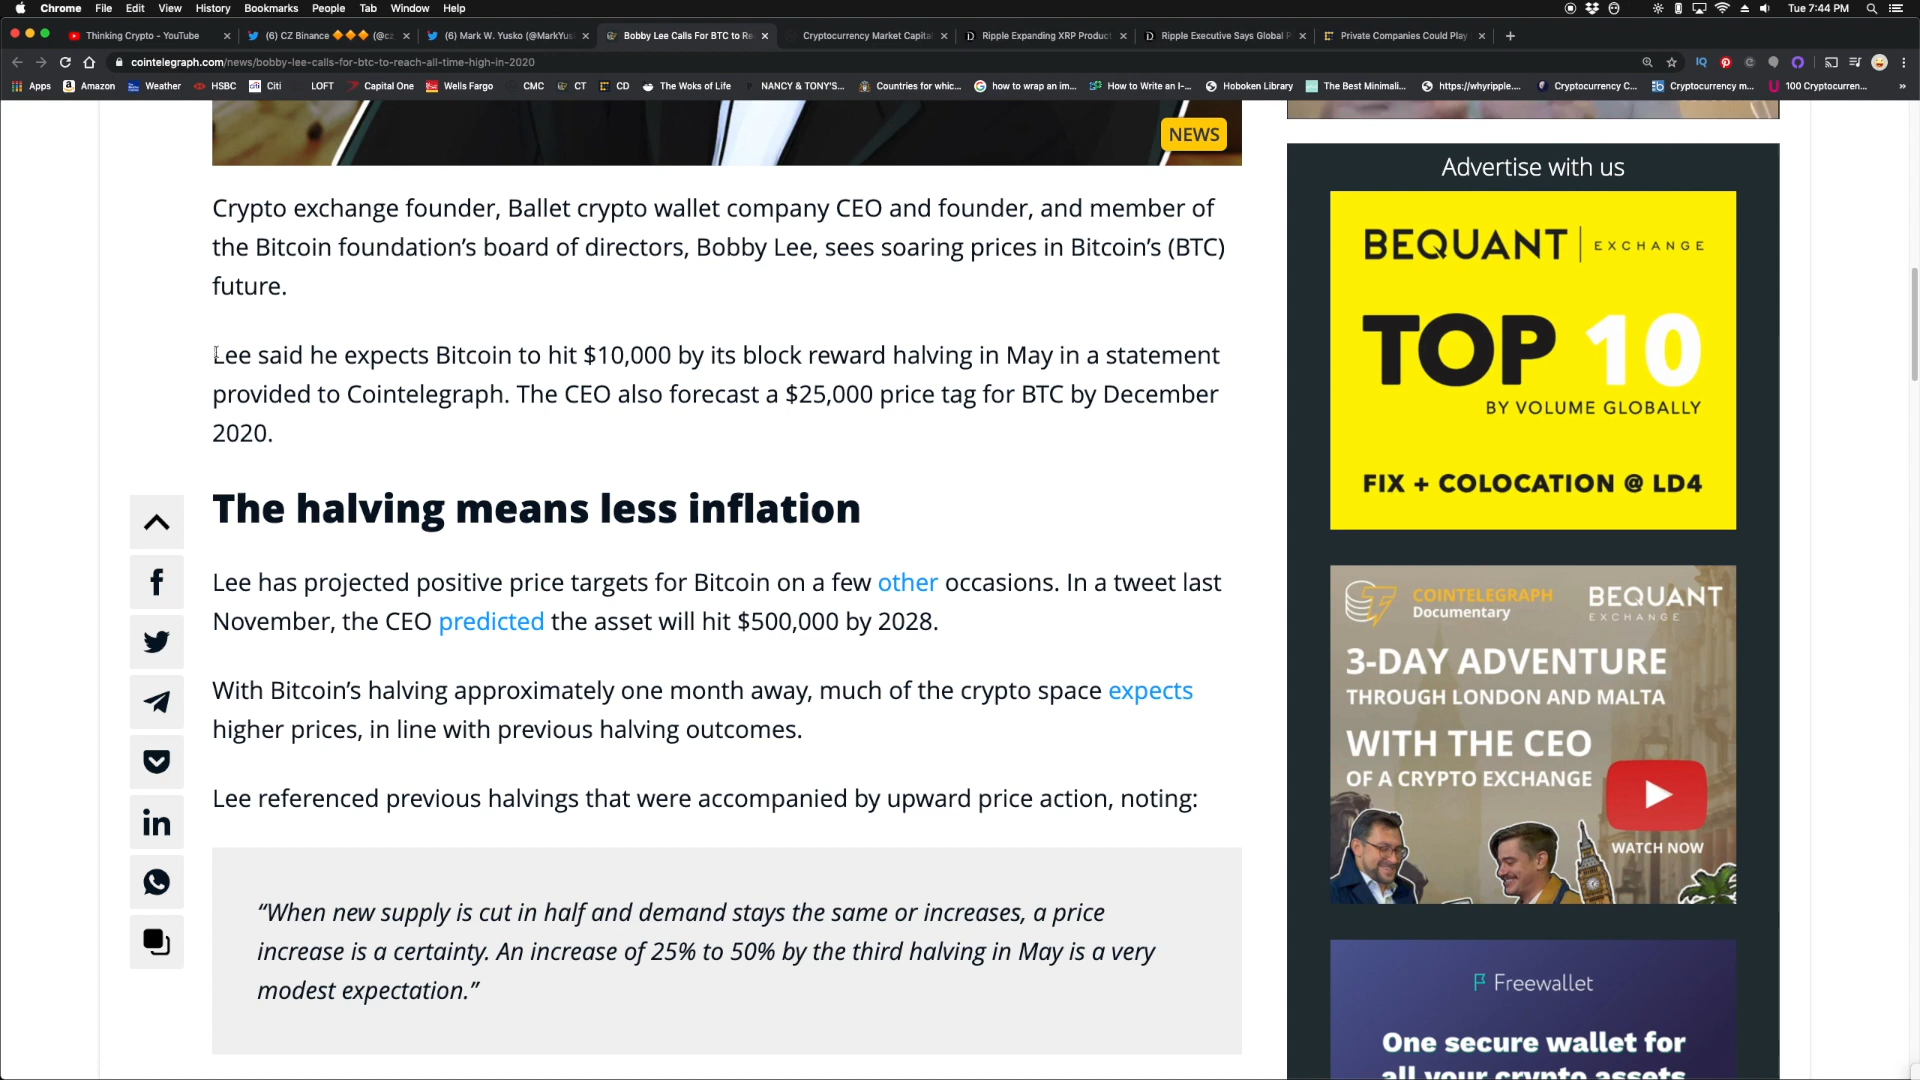 Chrome File Edit View History Bookmarks People Tab Window Help
Tue 7:44 PM
Thinking Crypto - YouTube
(6) CZ Binance 🔶🔶🔶 (@cz_
(6) Mark W. Yusko (@MarkYus
Bobby Lee Calls For BTC to Re
Cryptocurrency Market Capital
Ripple Expanding XRP Product
Ripple Executive Says Global P
Private Companies Could Play
cointelegraph.com/news/bobby-lee-calls-for-btc-to-reach-all-time-high-in-2020
Apps Amazon Weather HSBC Citi LOFT Capital One Wells Fargo CMC CT CD The Woks of Life NANCY & TONY'S... Countries for whic... how to wrap an im... How to Write an I-... Hoboken Library The Best Minimali... https://whyripple.... Cryptocurrency C... Cryptocurrency m... 100 Cryptocurren... »
NEWS
Crypto exchange founder, Ballet crypto wallet company CEO and founder, and member of
the Bitcoin foundation’s board of directors, Bobby Lee, sees soaring prices in Bitcoin’s (BTC)
future.
Lee said he expects Bitcoin to hit $10,000 by its block reward halving in May in a statement
provided to Cointelegraph. The CEO also forecast a $25,000 price tag for BTC by December
2020.
The halving means less inflation
Lee has projected positive price targets for Bitcoin on a few other occasions. In a tweet last
November, the CEO predicted the asset will hit $500,000 by 2028.
With Bitcoin’s halving approximately one month away, much of the crypto space expects
higher prices, in line with previous halving outcomes.
Lee referenced previous halvings that were accompanied by upward price action, noting:
“When new supply is cut in half and demand stays the same or increases, a price
increase is a certainty. An increase of 25% to 50% by the third halving in May is a very
modest expectation.”
Advertise with us
BEQUANT | EXCHANGE
TOP 10
BY VOLUME GLOBALLY
FIX + COLOCATION @ LD4
COINTELEGRAPH
Documentary
BEQUANT
EXCHANGE
3-DAY ADVENTURE
THROUGH LONDON AND MALTA
WITH THE CEO
OF A CRYPTO EXCHANGE
WATCH NOW
Freewallet
One secure wallet for
all your crypto assets